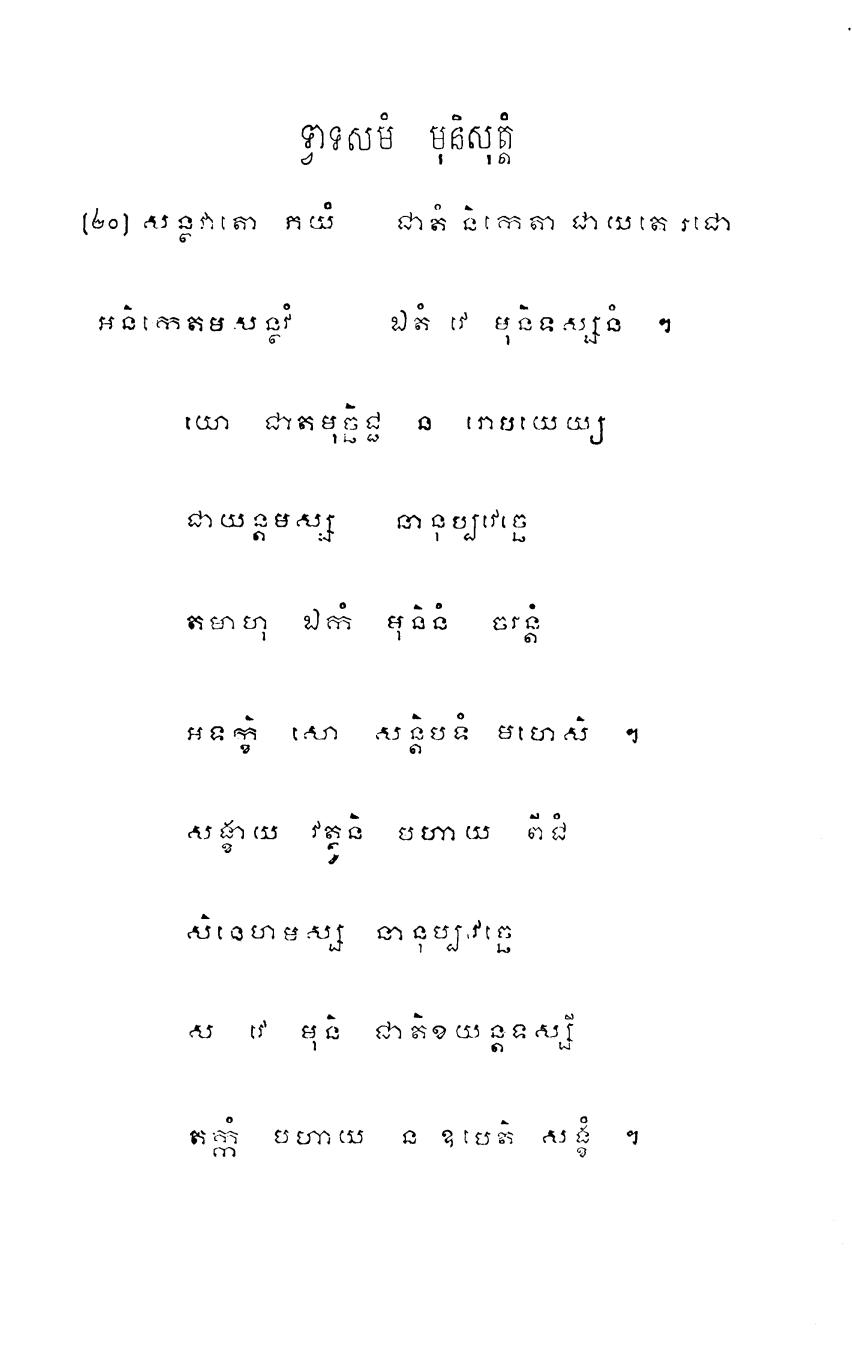 ទ្វាទសមំ មុនិសុត្តំ
[២០] សន្ថវាតោ ភយំ ជាតំ និកេតា ជាយតេ រជោ
អនិកេតមសន្ថវំ ឯតំ វេ មុនិទស្សនំ ។
យោ ជាតមុច្ឆិជ្ជ ន រោបយេយ្យ
ជាយន្តមស្ស នានុប្បវេច្ឆេ
តមាហុ ឯកំ មុនិនំ ចរន្តំ
អទក្ខិ សោ សន្តិបទំ មហេសិ ។
សង្ខាយ វត្ថូនិ បហាយ ពីជំ
សិនេហមស្ស នានុប្បវេច្ឆេ
ស វេ មុនិ ជាតិខយន្តទស្សី
តក្កំ បហាយ ន ឧបេតិ សង្ខំ ។